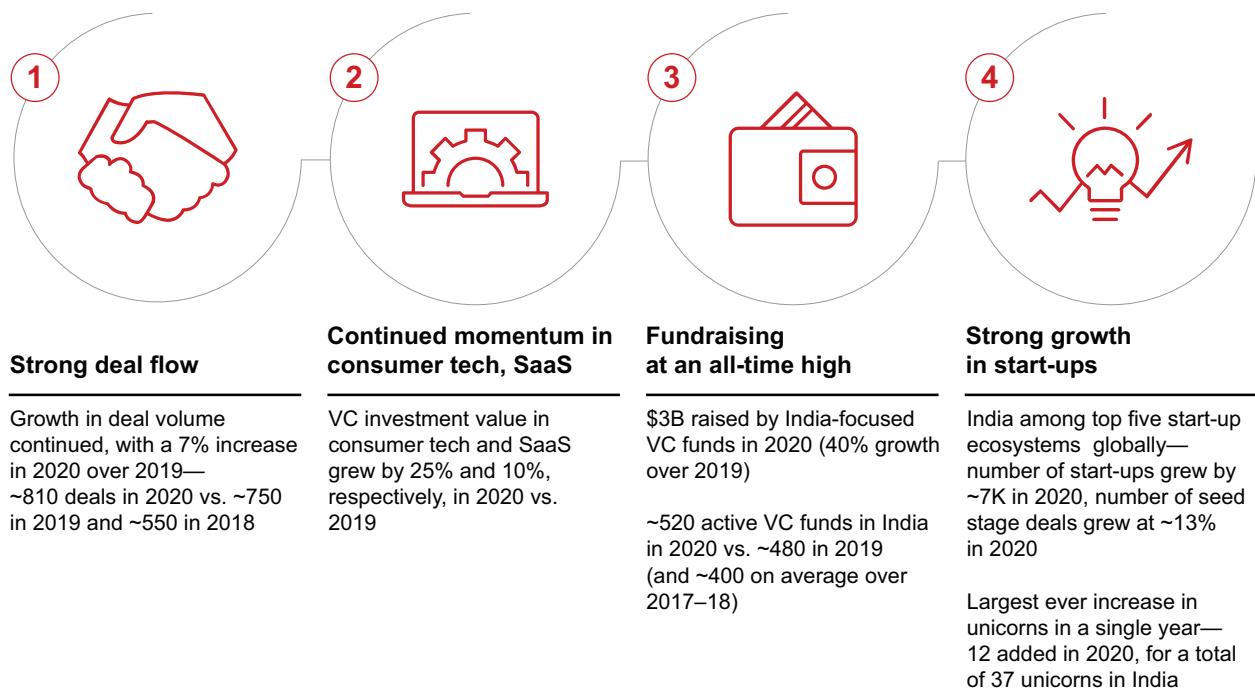 1
Strong deal flow
Growth in deal volume
continued, with a 7% increase
in 2020 over 2019—
~810 deals in 2020 vs. ~750
in 2019 and ~550 in 2018
2
Continued momentum in
consumer tech, SaaS
VC investment value in
consumer tech and SaaS
grew by 25% and 10%,
respectively, in 2020 vs.
2019
3
Fundraising
at an all-time high
$3B raised by India-focused
VC funds in 2020 (40% growth
over 2019)
~520 active VC funds in India
in 2020 vs. ~480 in 2019
(and ~400 on average over
2017–18)
4
Strong growth
in start-ups
India among top five start-up
ecosystems globally—
number of start-ups grew by
~7K in 2020, number of seed
stage deals grew at ~13%
in 2020
Largest ever increase in
unicorns in a single year—
12 added in 2020, for a total
of 37 unicorns in India